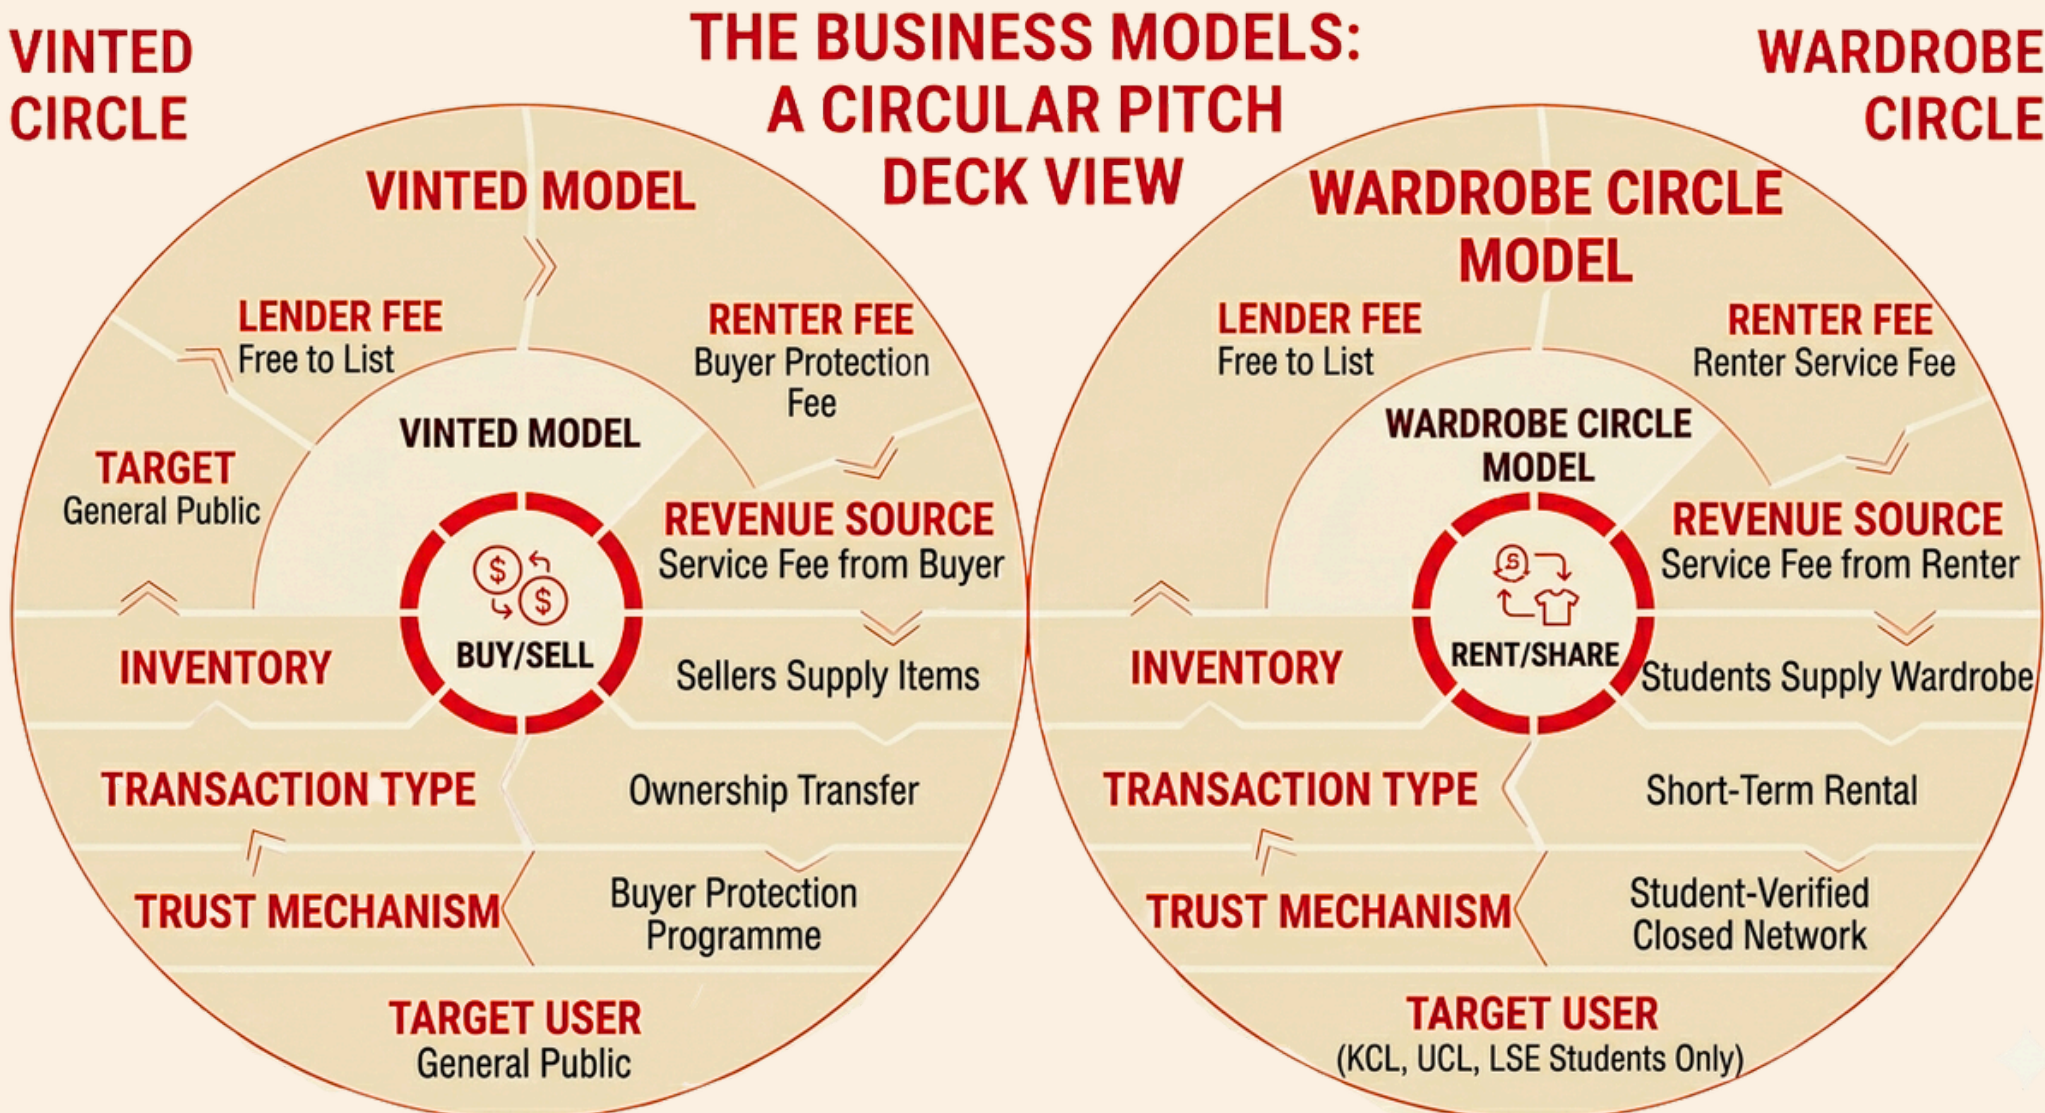 VINTED
CIRCLE
THE BUSINESS MODELS:
A CIRCULAR PITCH
DECK VIEW
WARDROBE
CIRCLE
VINTED MODEL
LENDER FEE
Free to List
RENTER FEE
Buyer Protection
Fee
TARGET
General Public
VINTED MODEL
REVENUE SOURCE
Service Fee from Buyer
$
$
BUY/SELL
INVENTORY
Sellers Supply Items
TRANSACTION TYPE
Ownership Transfer
TRUST MECHANISM
Buyer Protection
Programme
TARGET USER
General Public
WARDROBE CIRCLE
MODEL
LENDER FEE
Free to List
RENTER FEE
Renter Service Fee
WARDROBE CIRCLE
MODEL
REVENUE SOURCE
Service Fee from Renter
$
RENT/SHARE
INVENTORY
Students Supply Wardrobe
TRANSACTION TYPE
Short-Term Rental
TRUST MECHANISM
Student-Verified
Closed Network
TARGET USER
(KCL, UCL, LSE Students Only)